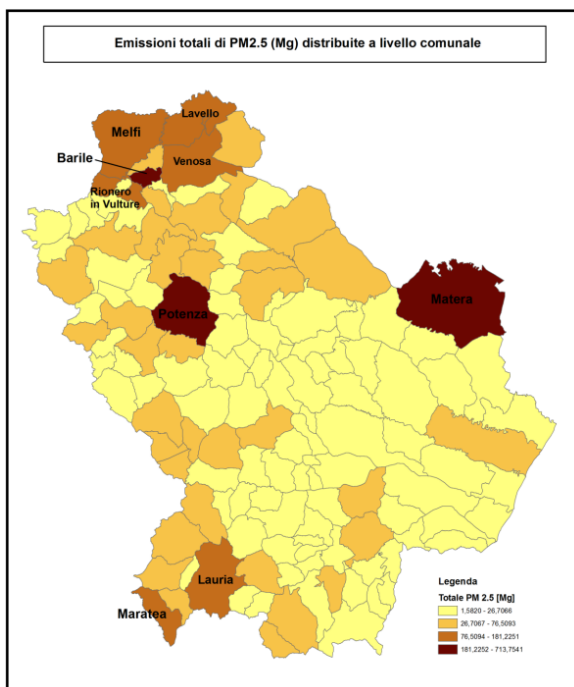 Emissioni totali di PM2.5 (Mg) distribuite a livello comunale
Lavello
Melfi
Barile
Venosa
Rionero
in Vulture
Matera
Potenza
Lauria
Maratea
Legenda
Totale PM 2.5 [Mg]
1,5820 - 26,7066
26,7067 - 76,5093
76,5094 - 181,2251
181,2252 - 713,7541